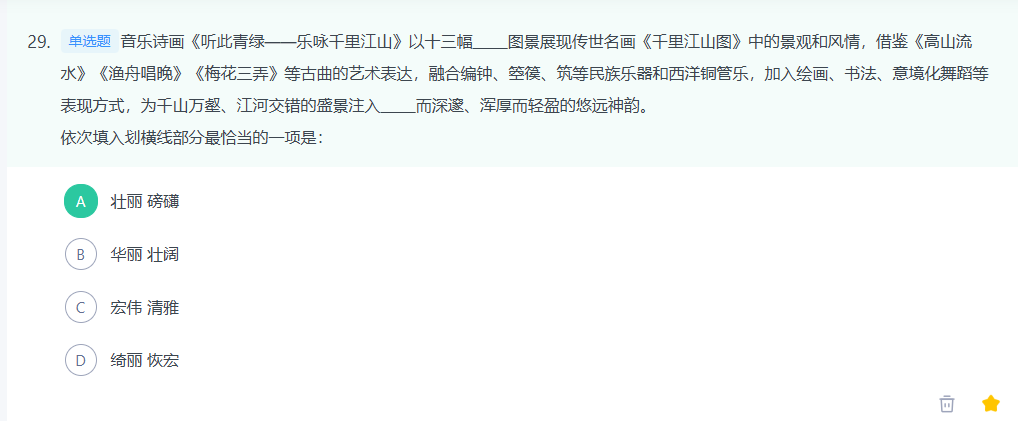 29. 单选题 音乐诗画《听此青绿——乐咏千里江山》以十三幅_____图景展现传世名画《千里江山图》中的景观和风情，借鉴《高山流
水》《渔舟唱晚》《梅花三弄》等古曲的艺术表达，融合编钟、箜篌、筑等民族乐器和西洋铜管乐，加入绘画、书法、意境化舞蹈等
表现方式，为千山万壑、江河交错的盛景注入_____而深邃、浑厚而轻盈的悠远神韵。
依次填入划横线部分最恰当的一项是：
A 壮丽 磅礴
B 华丽 壮阔
C 宏伟 清雅
D 绮丽 恢宏